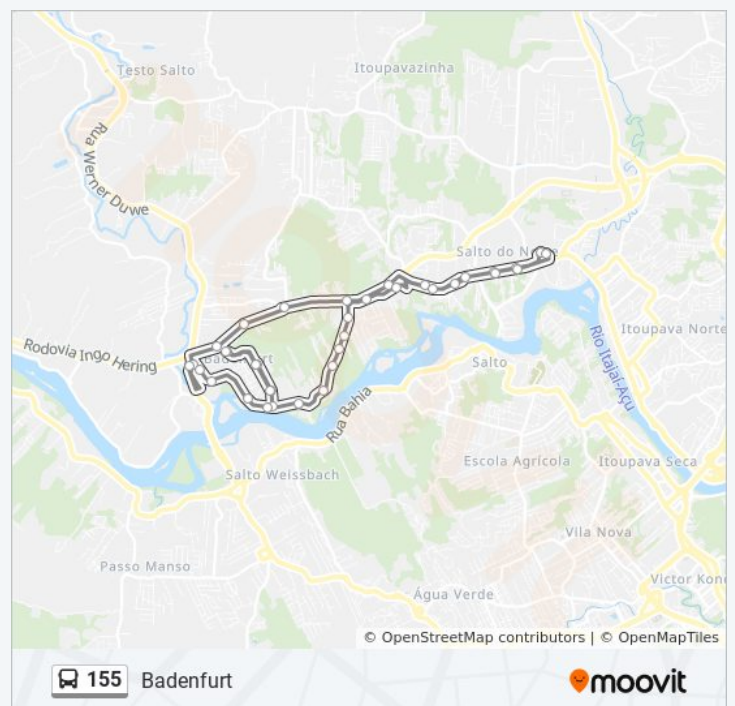 Testo Salto
Itoupavazinha
Rua Werner Duwe
Salto do Norte
Rodovia Ingo Hering
Badenfurt
Rio Itajaí-Açu
Itoupava Norte
Salto
Rua Bahia
Escola Agrícola
Itoupava Seca
Salto Weissbach
Vila Nova
Passo Manso
Victor Kond
Água Verde
© OpenStreetMap contributors | © OpenMapTiles
155 Badenfurt
moovit